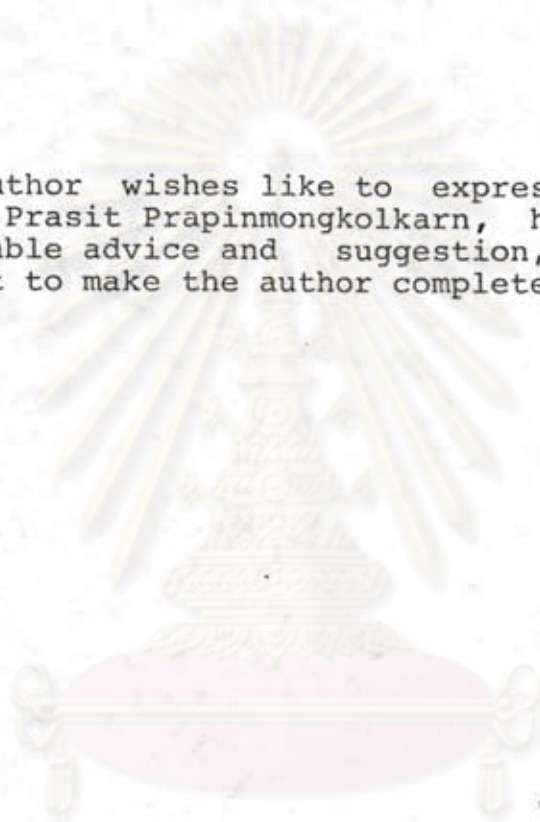 uthor wishes like to expres
Prasit Prapinmongkolkarn, h
able advice and suggestion,
t to make the author complete